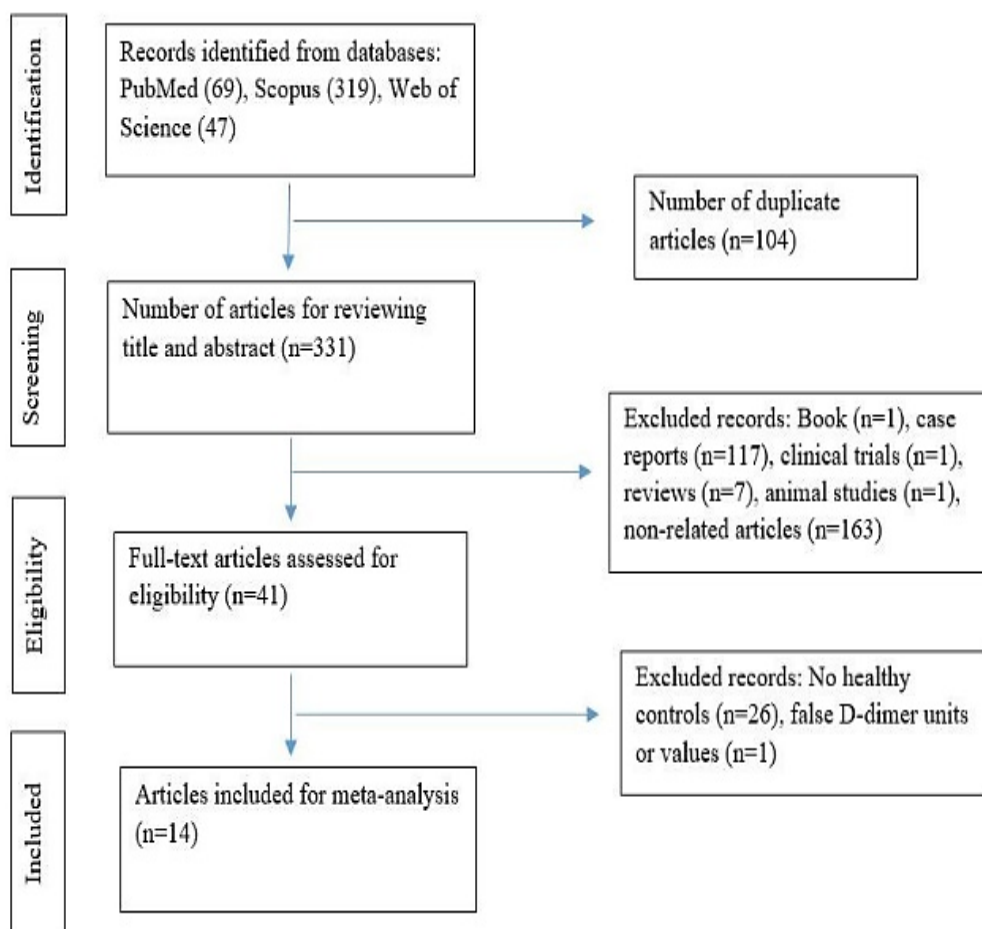 Identification
Records identified from databases:
PubMed (69), Scopus (319), Web of
Science (47)
Number of duplicate
articles (n=104)
Screening
Number of articles for reviewing
title and abstract (n=331)
Excluded records: Book (n=1), case
reports (n=117), clinical trials (n=1),
reviews (n=7), animal studies (n=1),
non-related articles (n=163)
Eligibility
Full-text articles assessed for
eligibility (n=41)
Excluded records: No healthy
controls (n=26), false D-dimer units
or values (n=1)
Included
Articles included for meta-analysis
(n=14)